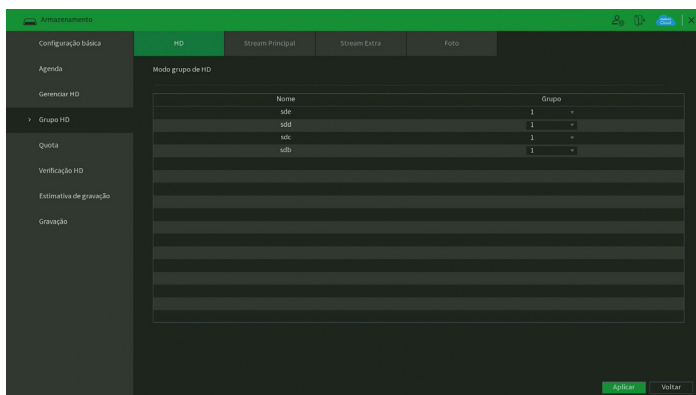 Armazenamento
Configuração básica
HD
Stream Principal
Stream Extra
Foto
Agenda
Modo grupo de HD
Gerenciar HD
Nome
Grupo
sde
1
Grupo HD
sdd
1
sdc
1
Quota
sdb
1
Verificação HD
Estimativa de gravação
Gravação
Aplicar
Voltar